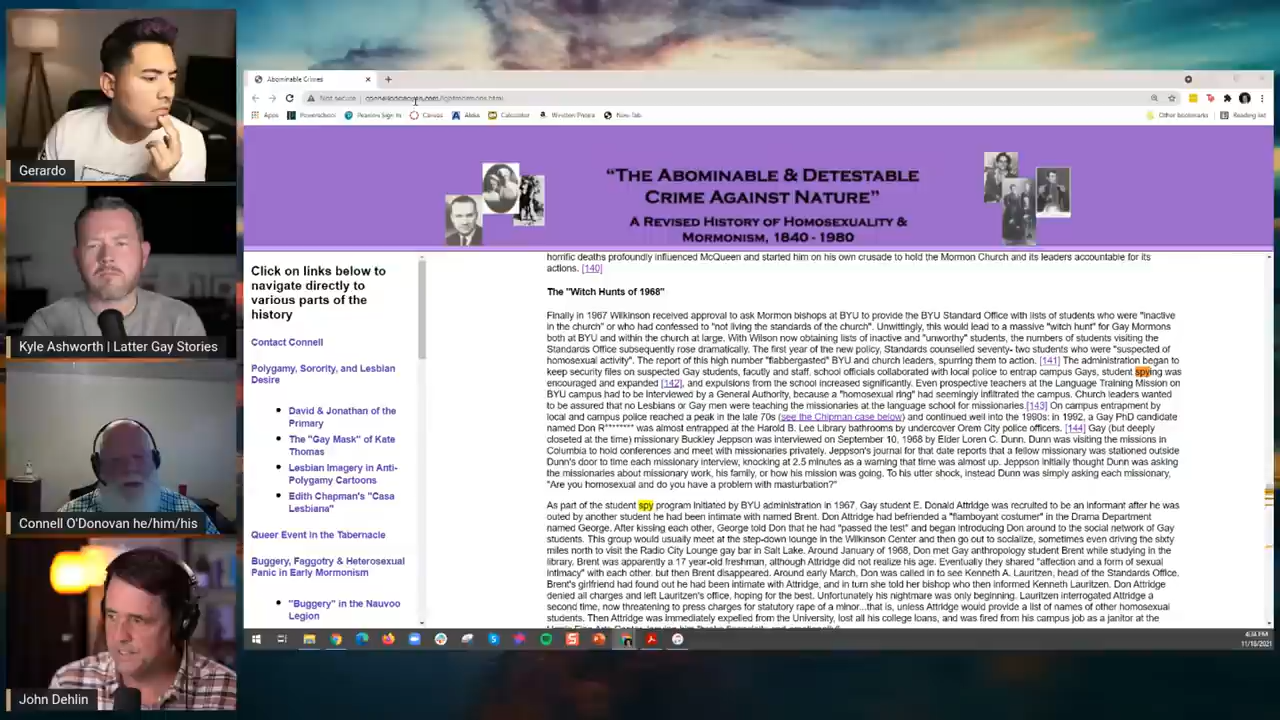 Gerardo
Kyle Ashworth | Latter Gay Stories
Connell O'Donovan he/him/his
John Dehlin
Abominable Crimes
Not secure
Apps
Powerschool
Pearson Sign In
Canvas
Aleks
Calculator
New Tab
Other bookmarks
Reading list
“THE ABOMINABLE & DETESTABLE
CRIME AGAINST NATURE”
A REVISED HISTORY OF HOMOSEXUALITY &
MORMONISM, 1840 - 1980
Click on links below to
navigate directly to
various parts of the
history
Contact Connell
Polygamy, Sorority, and Lesbian
Desire
David & Jonathan of the
Primary
The "Gay Mask" of Kate
Thomas
Lesbian Imagery in Anti-
Polygamy Cartoons
Edith Chapman's "Casa
Lesbiana"
Queer Event in the Tabernacle
Buggery, Faggotry & Heterosexual
Panic in Early Mormonism
"Buggery" in the Nauvoo
Legion
horrific deaths profoundly influenced McQueen and started him on his own crusade to hold the Mormon Church and its leaders accountable for its
actions. [140]
The "Witch Hunts of 1968"
Finally in 1967 Wilkinson received approval to ask Mormon bishops at BYU to provide the BYU Standard Office with lists of students who were "inactive
in the church" or who had confessed to "not living the standards of the church". Unwittingly, this would lead to a massive "witch hunt" for Gay Mormons
both at BYU and within the church at large. With Wilson now obtaining lists of inactive and "unworthy" students, the numbers of students visiting the
Standards Office subsequently rose dramatically. The first year of the new policy, Standards counselled seventy- two students who were "suspected of
homosexual activity". The report of this high number "flabbergasted" BYU and church leaders, spurring them to action. [141] The administration began to
keep security files on suspected Gay students, faculty and staff, school officials collaborated with local police to entrap campus Gays, student spying was
encouraged and expanded [142], and expulsions from the school increased significantly. Even prospective teachers at the Language Training Mission on
BYU campus had to be interviewed by a General Authority, because a "homosexual ring" had seemingly infiltrated the campus. Church leaders wanted
to be assured that no Lesbians or Gay men were teaching the missionaries at the language school for missionaries.[143] On campus entrapment by
local and campus police reached a peak in the late 70s (see the Chipman case below) and continued well into the 1990s: in 1992, a Gay PhD candidate
named Don R******** was almost entrapped at the Harold B. Lee Library bathrooms by undercover Orem city police officers. [144] Gay (but deeply
closeted at the time) missionary Buckley Jeppson was interviewed on September 10, 1968 by Elder Loren C. Dunn. Dunn was visiting the missions in
Columbia to hold conferences and meet with missionaries privately. Jeppson's journal for that date reports that a fellow missionary was stationed outside
Dunn's door to time each missionary interview, knocking at 2.5 minutes as a warning that time was almost up. Jeppson initially thought Dunn was asking
the missionaries about missionary work, his family, or how his mission was going. To his utter shock, instead Dunn was simply asking each missionary,
"Are you homosexual and do you have a problem with masturbation?"
As part of the student spy program initiated by BYU administration in 1967, Gay student E. Donald Attridge was recruited to be an informant after he was
outed by another student he had been intimate with named Brent. Don Attridge had befriended a "flamboyant costumer" in the Drama Department
named George. After kissing each other, George told Don that he had "passed the test" and began introducing Don around to the social network of Gay
students. This group would usually meet at the step-down lounge in the Wilkinson Center and then go out to socialize, sometimes even driving the sixty
miles north to visit the Radio City Lounge gay bar in Salt Lake. Around January of 1968, Don met Gay anthropology student Brent while studying in the
library. Brent was apparently a 17 year-old freshman, although Attridge did not realize his age. Eventually they shared "affection and a form of sexual
intimacy" with each other, but then Brent disappeared. Around early March, Don was called in to see Kenneth A. Lauritzen, head of the Standards Office.
Brent's girlfriend had found out he had been intimate with Attridge, and in turn she told her bishop who then informed Kenneth Lauritzen. Don Attridge
denied all charges and left Lauritzen's office, hoping for the best. Unfortunately his nightmare was only beginning. Lauritzen interrogated Attridge a
second time, now threatening to press charges for statutory rape of a minor...that is, unless Attridge would provide a list of names of other homosexual
students. Then Attridge was immediately expelled from the University, lost all his college loans, and was fired from his campus job as a janitor at the
4:34 PM
11/18/2021